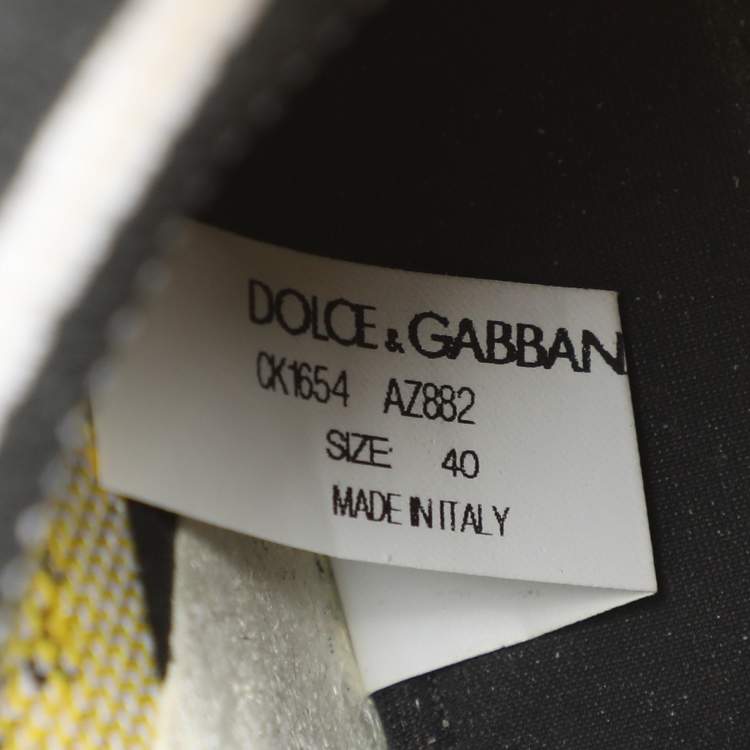 DOLCE & GABBAN
CK1654 AZ882
SIZE: 40
MADE IN ITALY